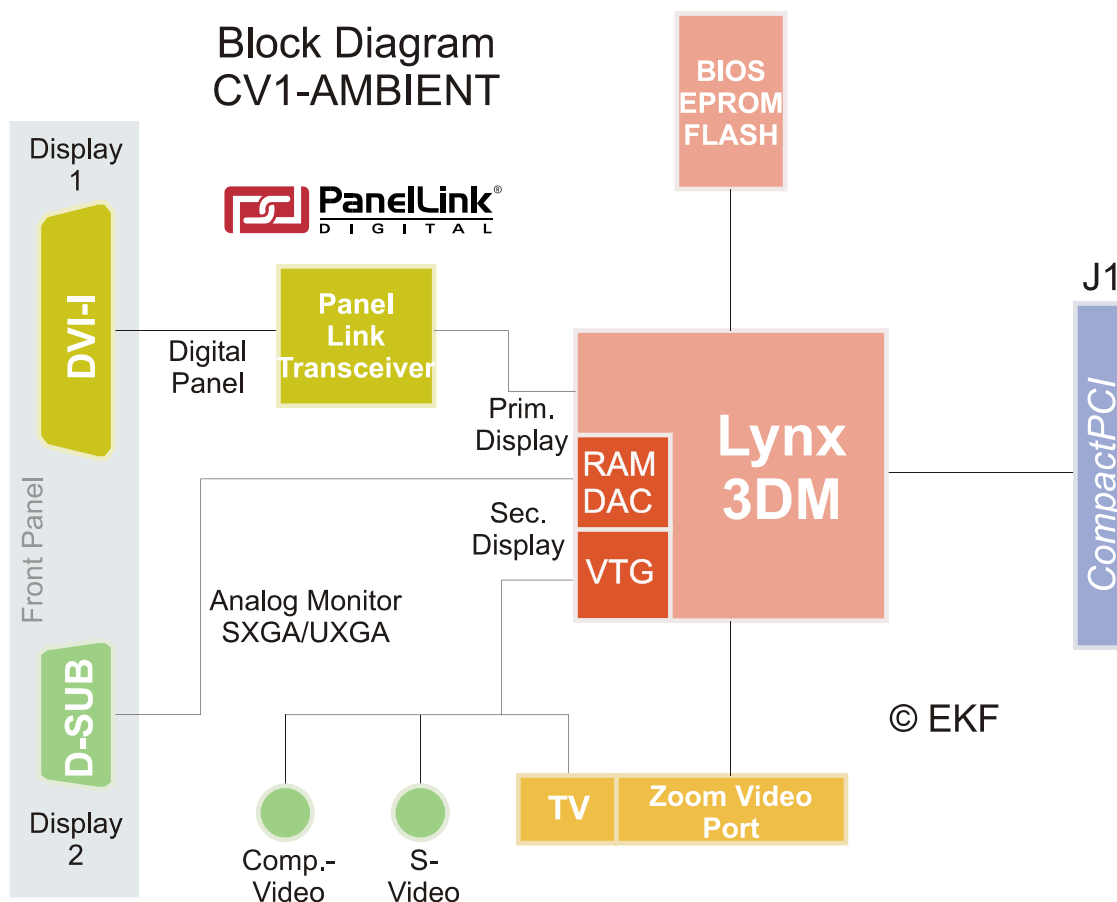 Block Diagram
CV1-AMBIENT
BIOS
EPROM
FLASH
Display
1
PanelLink®
DIGITAL
J1
DVI-I
Panel
Link
Transceiver
Digital
Panel
Prim.
Display
Lynx
3DM
RAM
DAC
CompactPCI
Front Panel
Sec.
Display
VTG
Analog Monitor
SXGA/UXGA
D-SUB
© EKF
TV
Zoom Video
Port
Display
2
Comp.-
Video
S-
Video